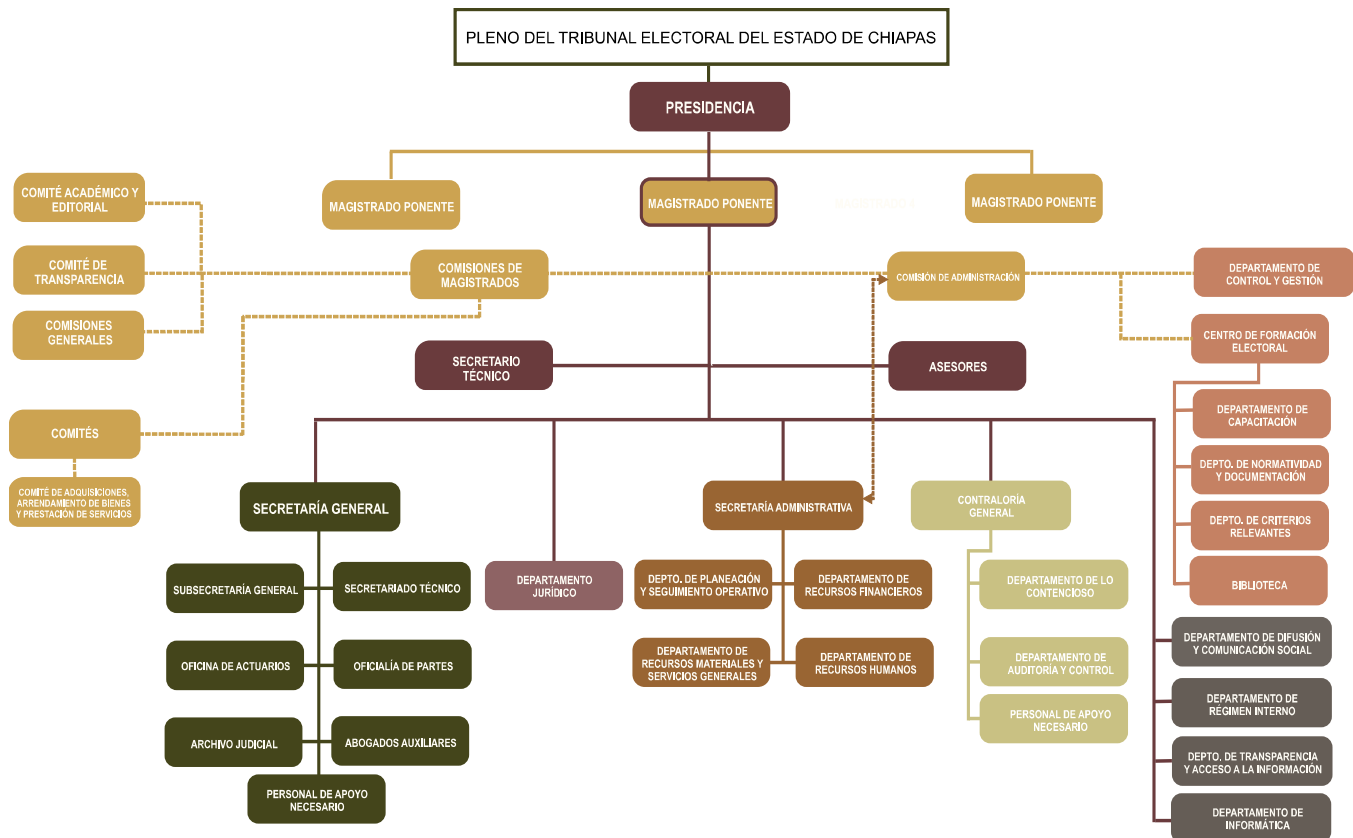 PLENO DEL TRIBUNAL ELECTORAL DEL ESTADO DE CHIAPAS
PRESIDENCIA
MAGISTRADO PONENTE
MAGISTRADO PONENTE
MAGISTRADO PONENTE
COMITÉ ACADÉMICO Y
EDITORIAL
COMITÉ DE
TRANSPARENCIA
COMISIONES
GENERALES
COMISIONES DE
MAGISTRADOS
COMISIÓN DE ADMINISTRACIÓN
DEPARTAMENTO DE
CONTROL Y GESTIÓN
CENTRO DE FORMACIÓN
ELECTORAL
SECRETARIO
TÉCNICO
ASESORES
DEPARTAMENTO DE
CAPACITACIÓN
DEPTO. DE NORMATIVIDAD
Y DOCUMENTACIÓN
DEPTO. DE CRITERIOS
RELEVANTES
BIBLIOTECA
COMITÉS
COMITÉ DE ADQUISICIONES,
ARRENDAMIENTO DE BIENES
Y PRESTACIÓN DE SERVICIOS
SECRETARÍA GENERAL
SUBSECRETARÍA GENERAL
SECRETARIADO TÉCNICO
OFICINA DE ACTUARIOS
OFICIALÍA DE PARTES
ARCHIVO JUDICIAL
ABOGADOS AUXILIARES
PERSONAL DE APOYO
NECESARIO
DEPARTAMENTO
JURÍDICO
SECRETARÍA ADMINISTRATIVA
DEPTO. DE PLANEACIÓN
Y SEGUIMIENTO OPERATIVO
DEPARTAMENTO DE
RECURSOS FINANCIEROS
DEPARTAMENTO DE
RECURSOS MATERIALES Y
SERVICIOS GENERALES
DEPARTAMENTO DE
RECURSOS HUMANOS
CONTRALORÍA
GENERAL
DEPARTAMENTO DE LO
CONTENCIOSO
DEPARTAMENTO DE
AUDITORÍA Y CONTROL
PERSONAL DE APOYO
NECESARIO
DEPARTAMENTO DE DIFUSIÓN
Y COMUNICACIÓN SOCIAL
DEPARTAMENTO DE
RÉGIMEN INTERNO
DEPTO. DE TRANSPARENCIA
Y ACCESO A LA INFORMACIÓN
DEPARTAMENTO DE
INFORMÁTICA